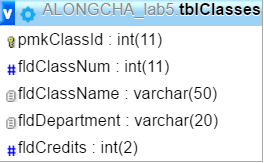 v ALONGCHA_lab5 tblClasses
pmkClassId : int(11)
# fldClassNum : int(11)
fldClassName : varchar(50)
fldDepartment : varchar(20)
# fldCredits : int(2)